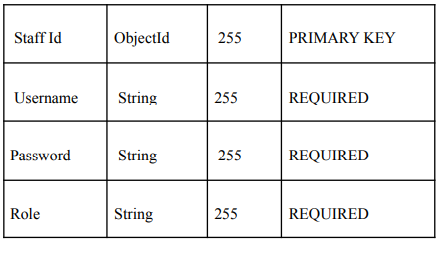 Staff Id ObjectId 255 PRIMARY KEY
Username String 255 REQUIRED
Password String 255 REQUIRED
Role String 255 REQUIRED